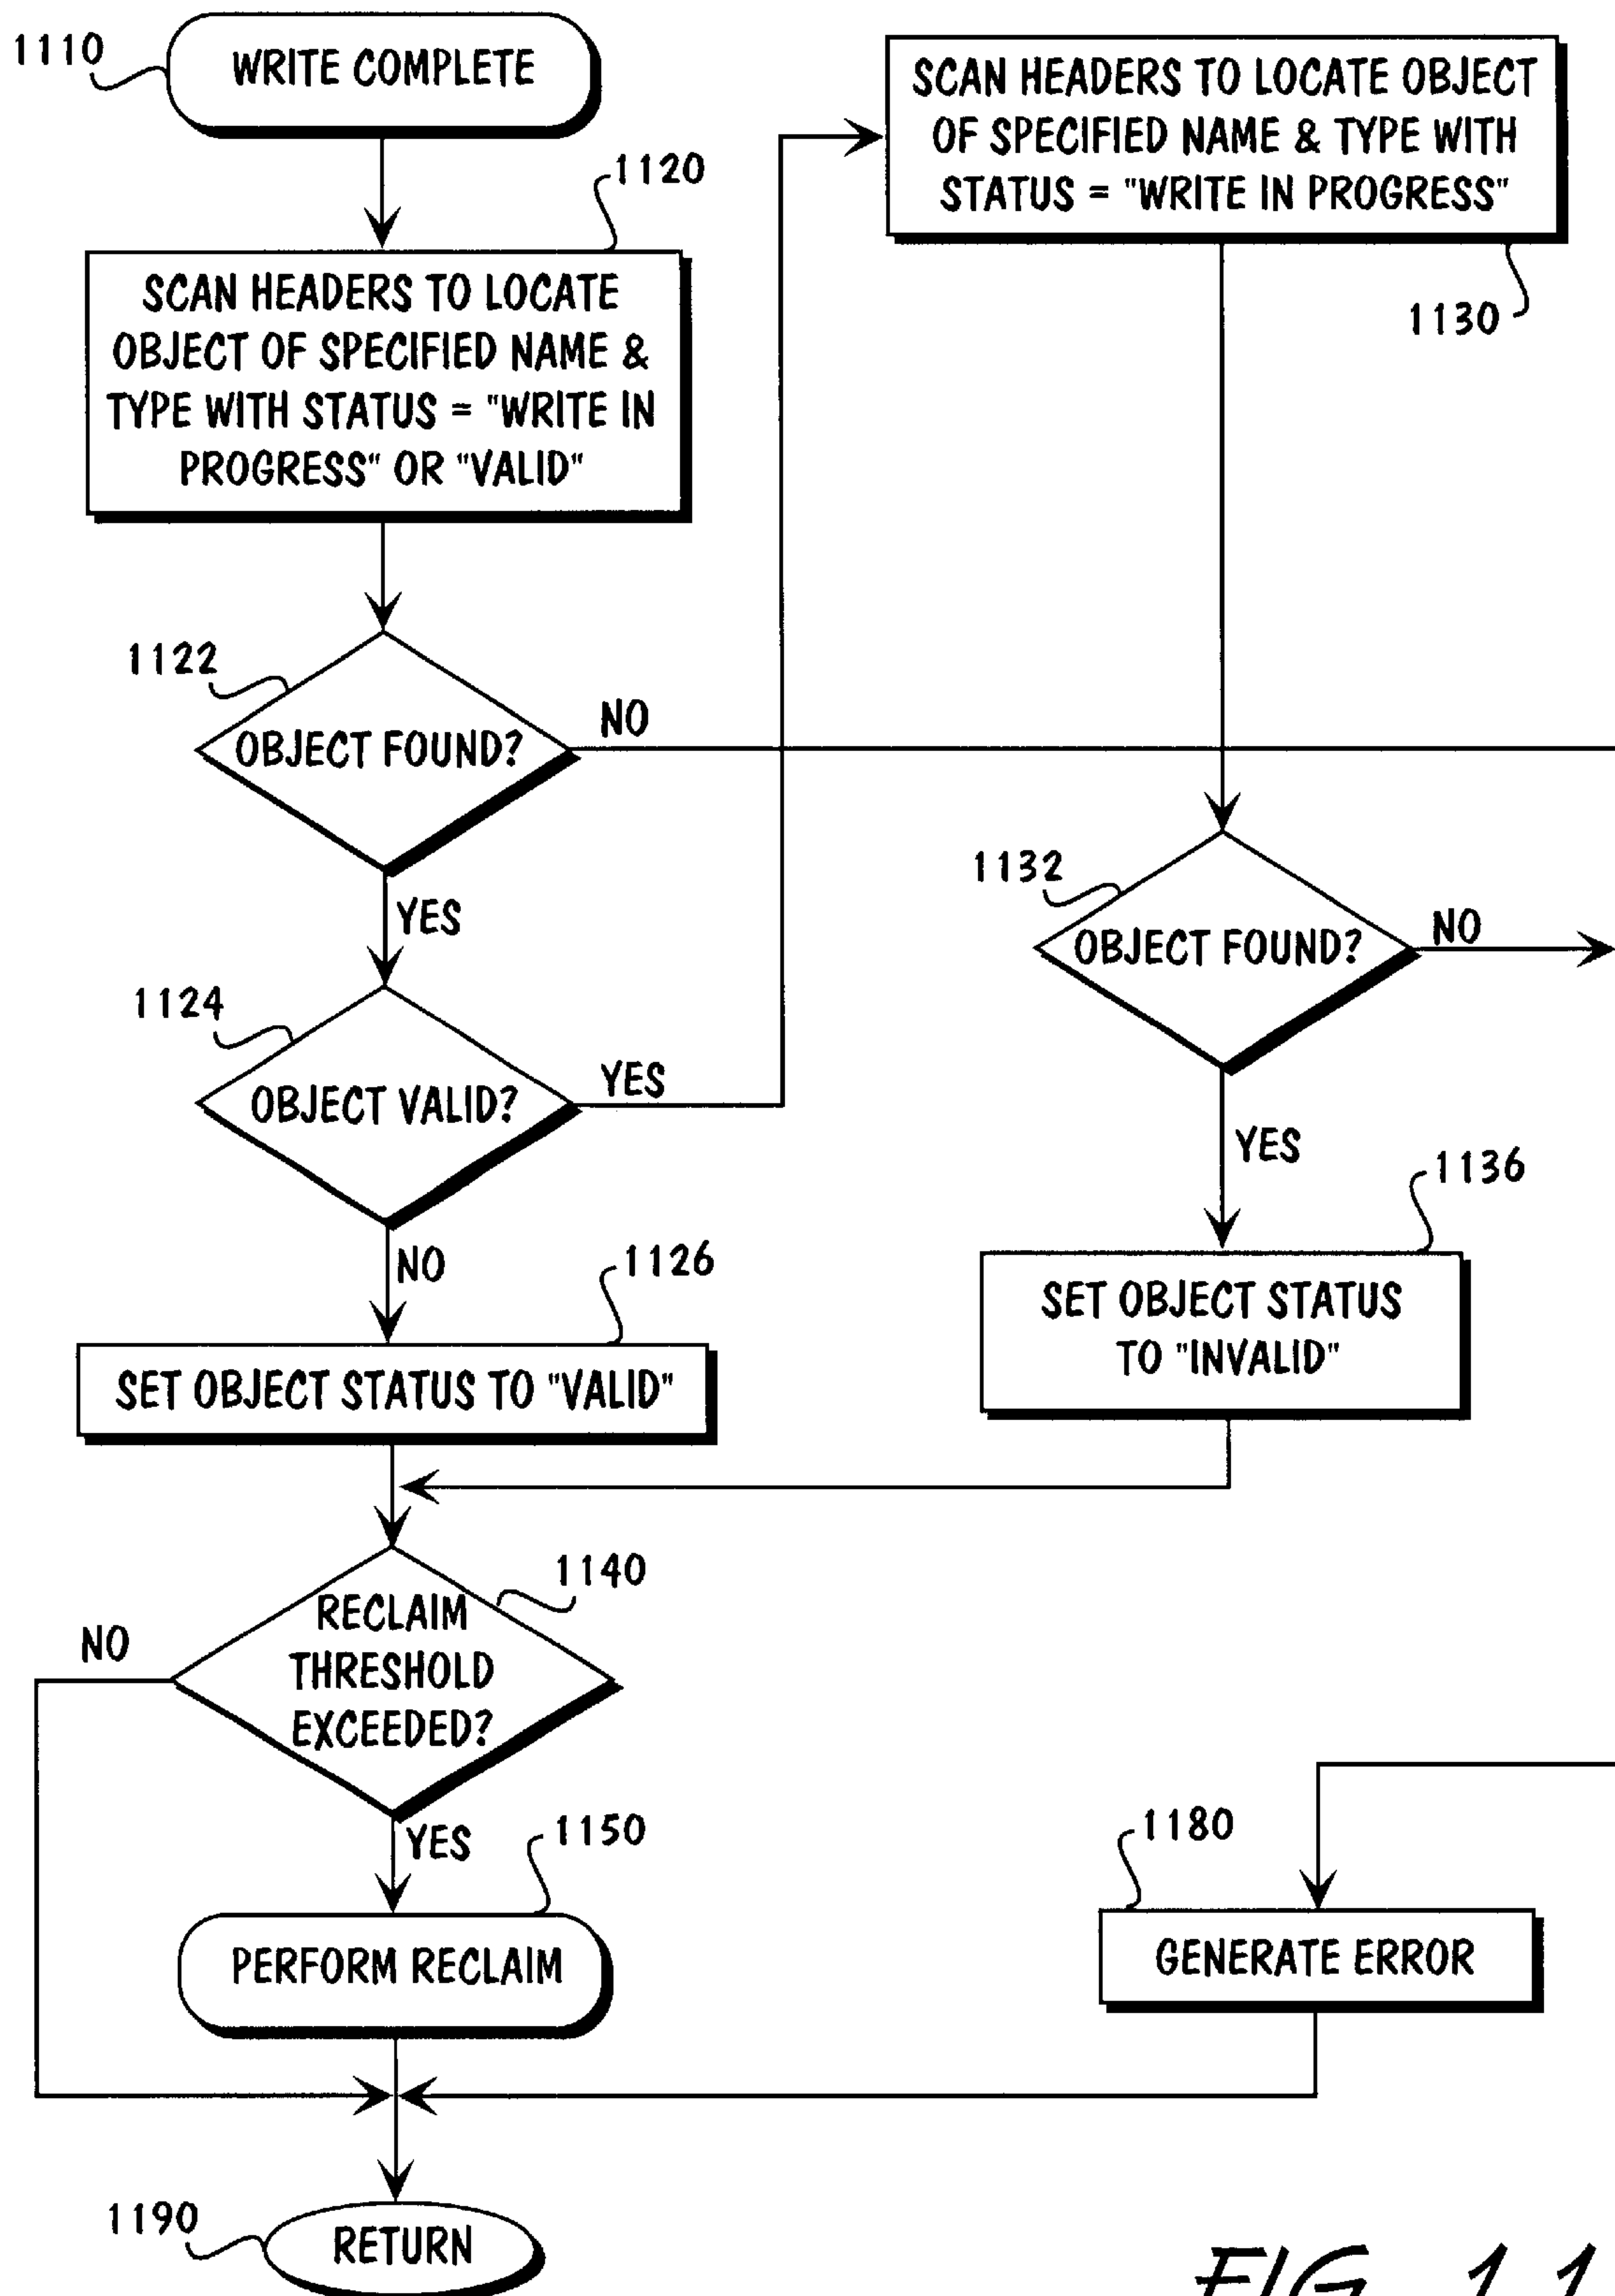 1110
WRITE COMPLETE
1120
SCAN HEADERS TO LOCATE
OBJECT OF SPECIFIED NAME &
TYPE WITH STATUS = "WRITE IN
PROGRESS" OR "VALID"
1122
OBJECT FOUND?
NO
YES
1124
OBJECT VALID?
YES
NO
1126
SET OBJECT STATUS TO "VALID"
SCAN HEADERS TO LOCATE OBJECT
OF SPECIFIED NAME & TYPE WITH
STATUS = "WRITE IN PROGRESS"
1130
1132
OBJECT FOUND?
NO
YES
1136
SET OBJECT STATUS
TO "INVALID"
1140
RECLAIM
THRESHOLD
EXCEEDED?
NO
YES
1150
PERFORM RECLAIM
1180
GENERATE ERROR
1190
RETURN
FIG 11